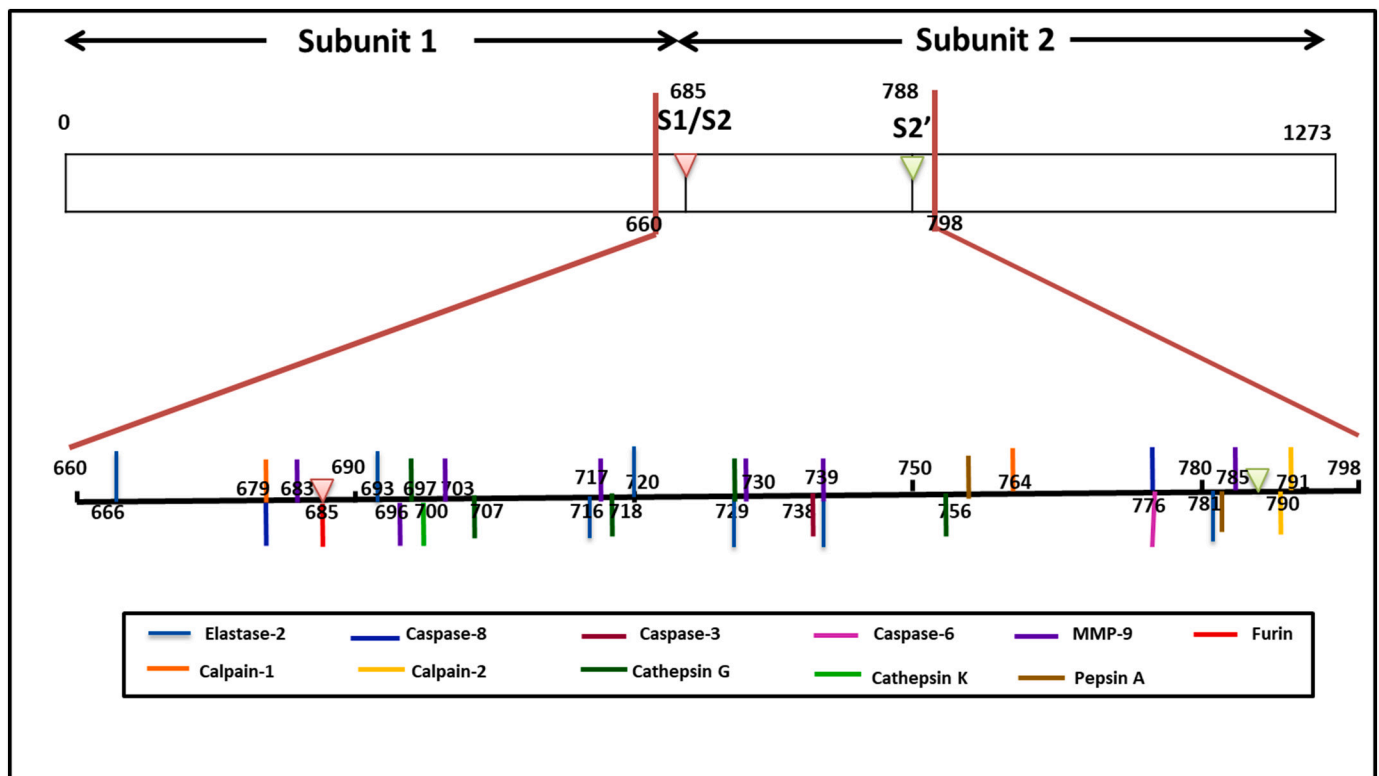 Subunit 1 Subunit 2
685 788
0 S1/S2 S2’ 1273
660 798
660 679 683 690 693 697 703 717 720 730 739 750 764 780 785 791 798
666 685 696 700 707 716 718 729 738 756 776 781 790
Elastase-2 Caspase-8 Caspase-3 Caspase-6 MMP-9 Furin
Calpain-1 Calpain-2 Cathepsin G Cathepsin K Pepsin A